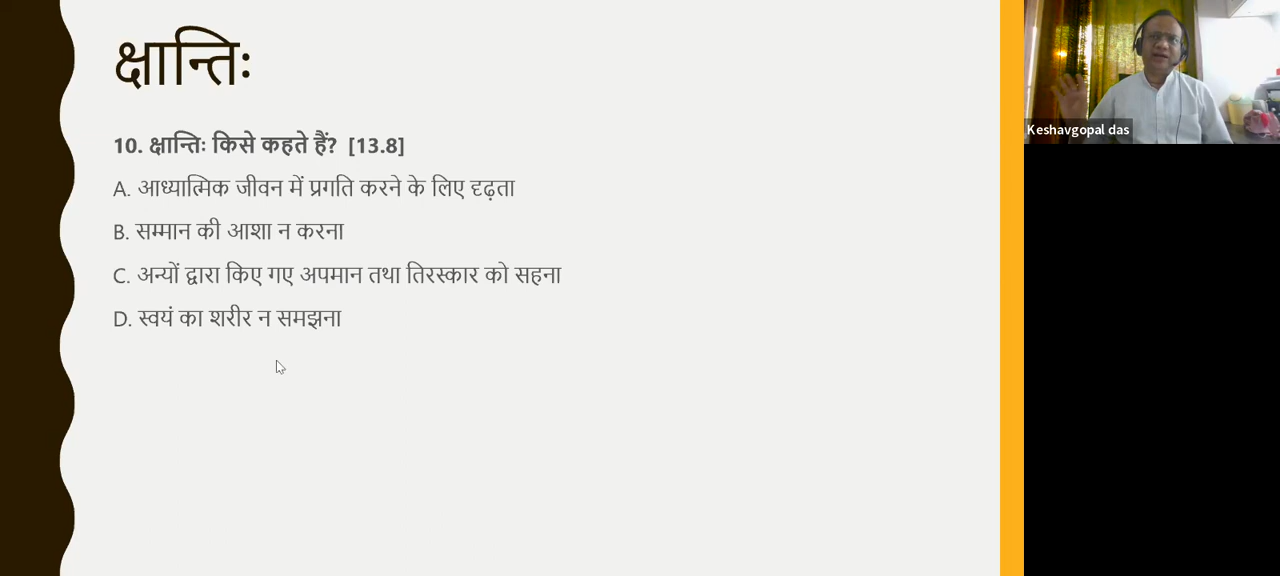 क्षान्तिः
10. क्षान्तिः किसे कहते हैं? [13.8]
A. आध्यात्मिक जीवन में प्रगति करने के लिए दृढ़ता
B. सम्मान की आशा न करना
C. अन्यों द्वारा किए गए अपमान तथा तिरस्कार को सहना
D. स्वयं का शरीर न समझना
Keshavgopal das